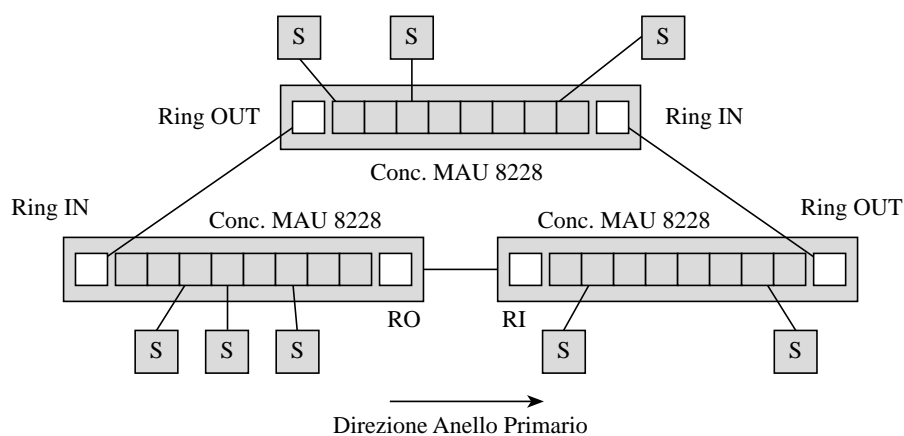 S S S
Ring OUT Ring IN
Conc. MAU 8228
Ring IN Ring OUT
Conc. MAU 8228 Conc. MAU 8228
RO RI
S S S S S
Direzione Anello Primario